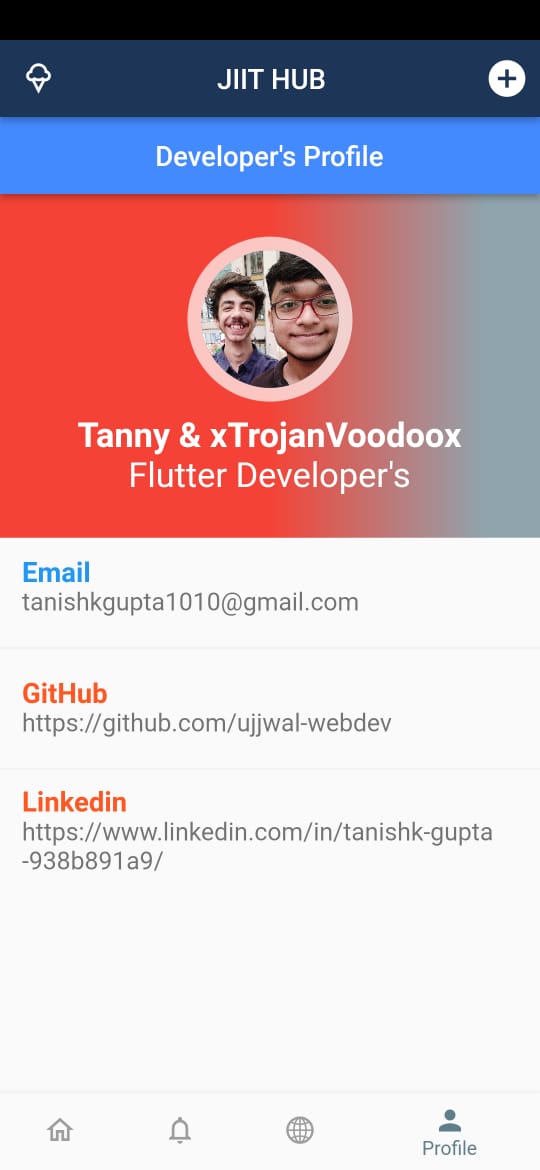 JIIT HUB
Developer's Profile
Tanny & xTrojanVoodoox
Flutter Developer's
Email
tanishkgupta1010@gmail.com
GitHub
https://github.com/ujjwal-webdev
Linkedin
https://www.linkedin.com/in/tanishk-gupta
-938b891a9/
Profile